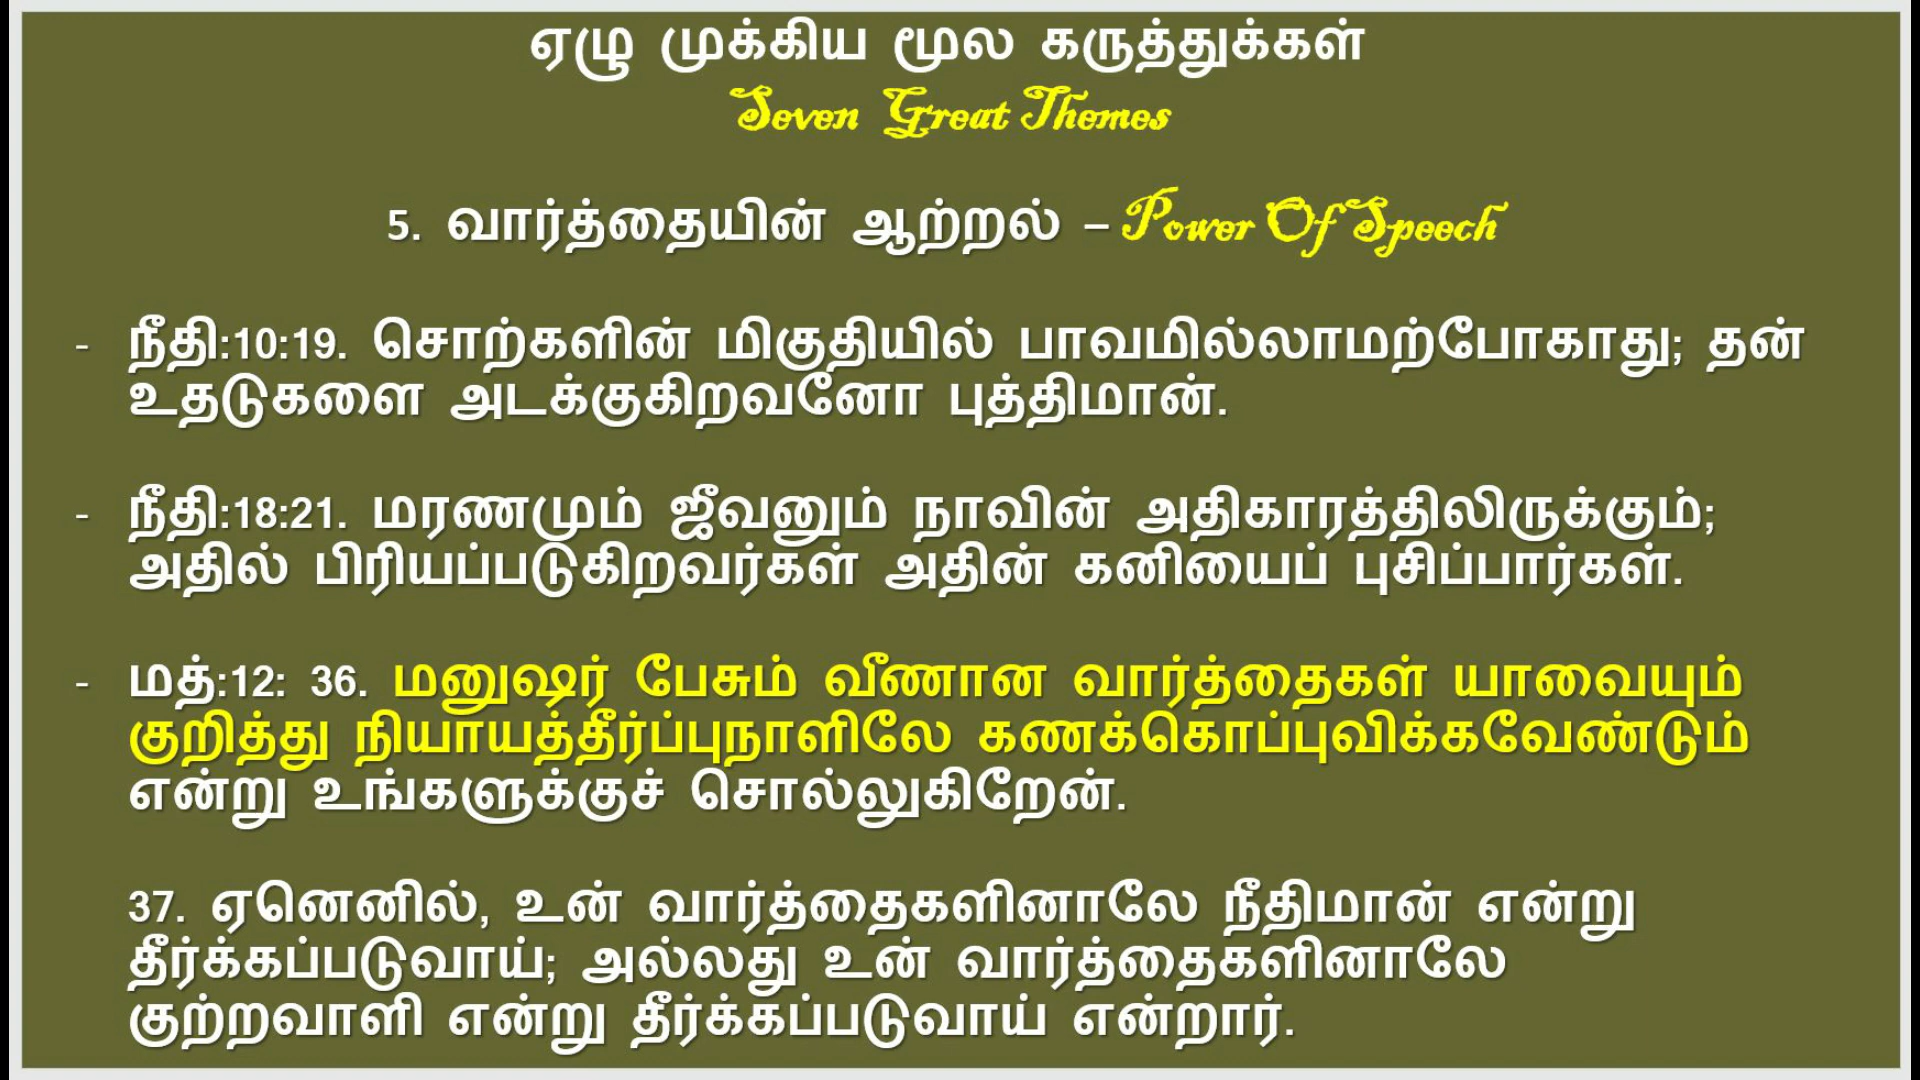 ஏழு முக்கிய மூல கருத்துக்கள்
Seven Great Themes
5. வார்த்தையின் ஆற்றல் – Power Of Speech
- நீதி:10:19. சொற்களின் மிகுதியில் பாவமில்லாமற்போகாது; தன்
உதடுகளை அடக்குகிறவனோ புத்திமான்.
- நீதி:18:21. மரணமும் ஜீவனும் நாவின் அதிகாரத்திலிருக்கும்;
அதில் பிரியப்படுகிறவர்கள் அதின் கனியைப் புசிப்பார்கள்.
- மத்:12: 36. மனுஷர் பேசும் வீணான வார்த்தைகள் யாவையும்
குறித்து நியாயத்தீர்ப்புநாளிலே கணக்கொப்புவிக்கவேண்டும்
என்று உங்களுக்குச் சொல்லுகிறேன்.
37. ஏனெனில், உன் வார்த்தைகளினாலே நீதிமான் என்று
தீர்க்கப்படுவாய்; அல்லது உன் வார்த்தைகளினாலே
குற்றவாளி என்று தீர்க்கப்படுவாய் என்றார்.